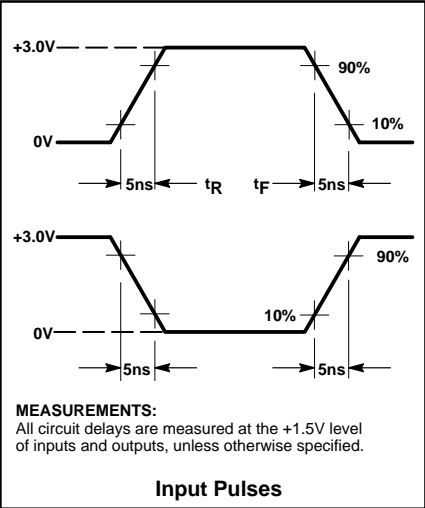 +3.0V
90%
10%
0V
5ns tR tF 5ns
+3.0V
90%
10%
0V
5ns 5ns
MEASUREMENTS:
All circuit delays are measured at the +1.5V level
of inputs and outputs, unless otherwise specified.
Input Pulses